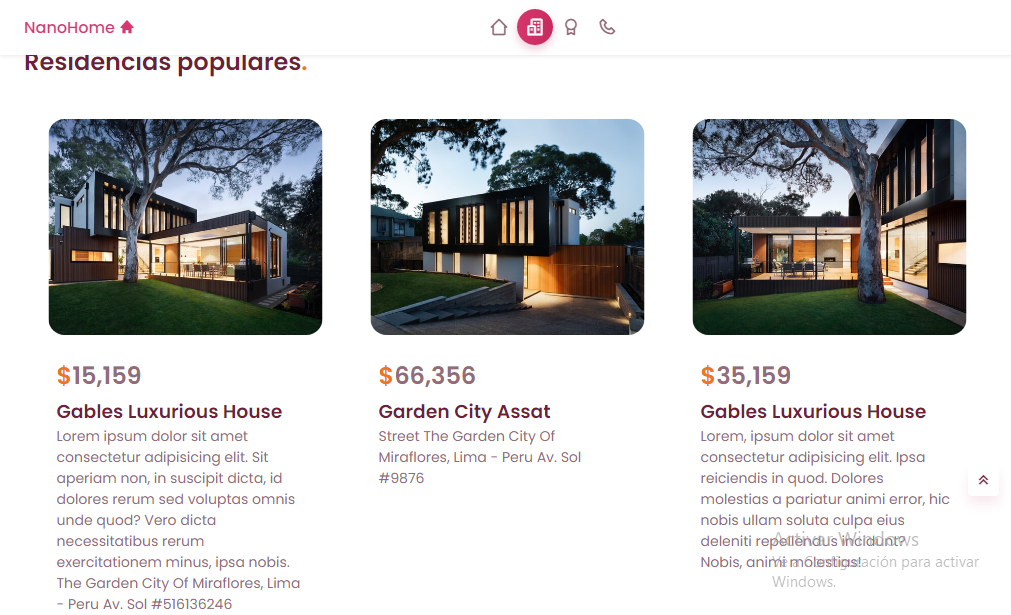 NanoHome
Residencias populares.
$15,159
Gables Luxurious House
Lorem ipsum dolor sit amet
consectetur adipisicing elit. Sit
aperiam non, in suscipit dicta, id
dolores rerum sed voluptas omnis
unde quod? Vero dicta
necessitatibus rerum
exercitationem minus, ipsa nobis.
The Garden City Of Miraflores, Lima
- Peru Av. Sol #516136246
$66,356
Garden City Assat
Street The Garden City Of
Miraflores, Lima - Peru Av. Sol
#9876
$35,159
Gables Luxurious House
Lorem, ipsum dolor sit amet
consectetur adipisicing elit. Ipsa
reiciendis in quod. Dolores
molestias a pariatur animi error, hic
nobis ullam soluta culpa eius
deleniti repellendus incidunt?
Nobis, animi molestias!
Activar Windows
Ve a Configuración para activar
Windows.